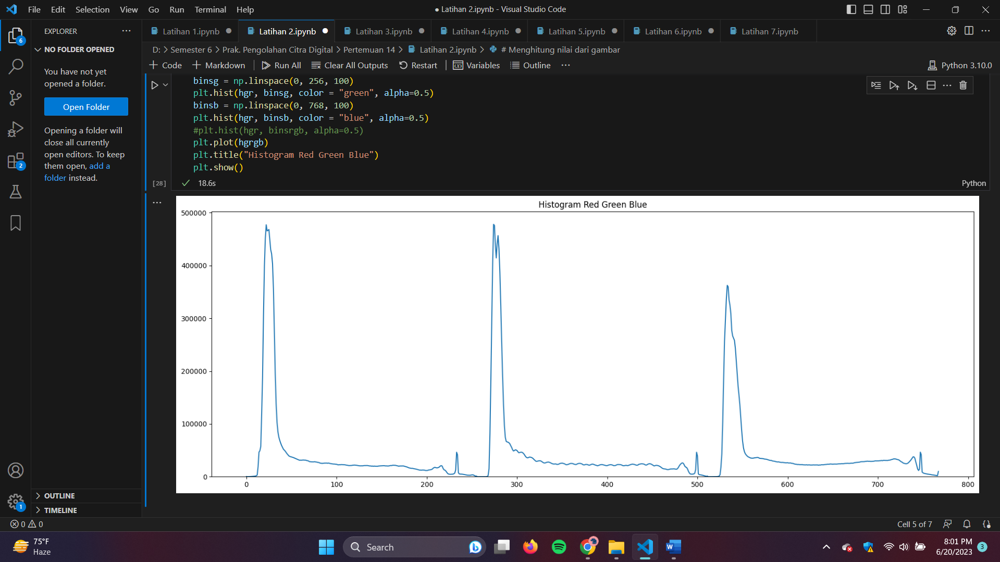 File Edit Selection View Go Run Terminal Help
● Latihan 2.ipynb - Visual Studio Code
EXPLORER
Latihan 1.ipynb
Latihan 2.ipynb
Latihan 3.ipynb
Latihan 4.ipynb
Latihan 5.ipynb
Latihan 6.ipynb
Latihan 7.ipynb
6
NO FOLDER OPENED
D: > Semester 6 > Prak. Pengolahan Citra Digital > Pertemuan 14 > Latihan 2.ipynb > # Menghitung nilai dari gambar
+ Code + Markdown | Run All Clear All Outputs Restart | Variables Outline ...
Python 3.10.0
You have not yet
opened a folder.
Open Folder
Opening a folder will
close all currently
open editors. To keep
them open, add a
folder instead.
2
binsg = np.linspace(0, 256, 100)
plt.hist(hgr, binsg, color = "green", alpha=0.5)
binsb = np.linspace(0, 768, 100)
plt.hist(hgr, binsb, color = "blue", alpha=0.5)
#plt.hist(hgr, binsrgb, alpha=0.5)
plt.plot(hgrgb)
plt.title("Histogram Red Green Blue")
plt.show()
[28]
18.6s
Python
Histogram Red Green Blue
500000
400000
300000
200000
100000
0
0 100 200 300 400 500 600 700 800
OUTLINE
TIMELINE
1
0 0
Cell 5 of 7
75°F
Haze
Search
8:01 PM
6/20/2023
3